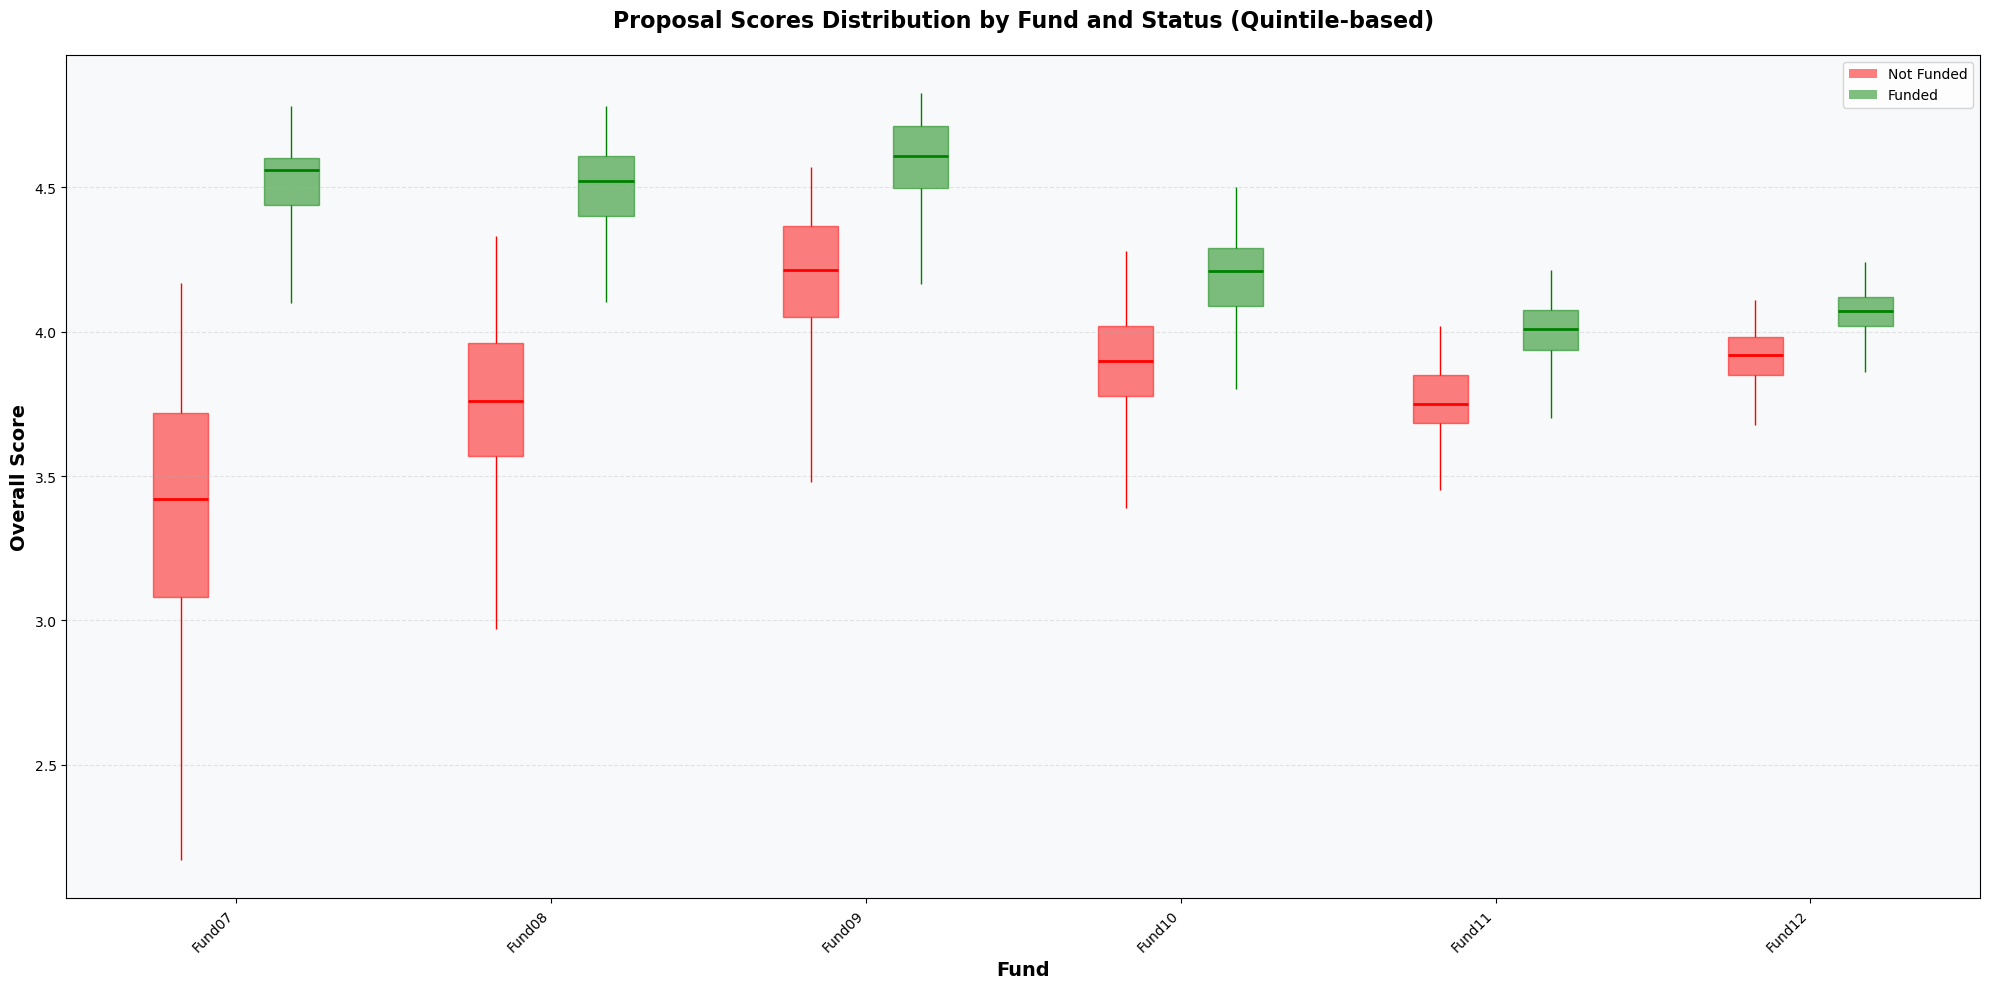 Proposal Scores Distribution by Fund and Status (Quintile-based)
Not Funded
Funded
Overall Score
4.5
4.0
3.5
3.0
2.5
Fund07
Fund08
Fund09
Fund10
Fund11
Fund12
Fund